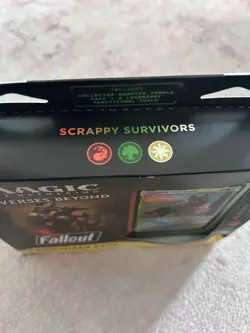 INCLUDES
COLLECTOR BOOSTER SAMPLE
PACK + 2 LEGENDARY
TRADITIONAL FOILS
SCRAPPY SURVIVORS
MAGIC
VERSES BEYOND
Fallout